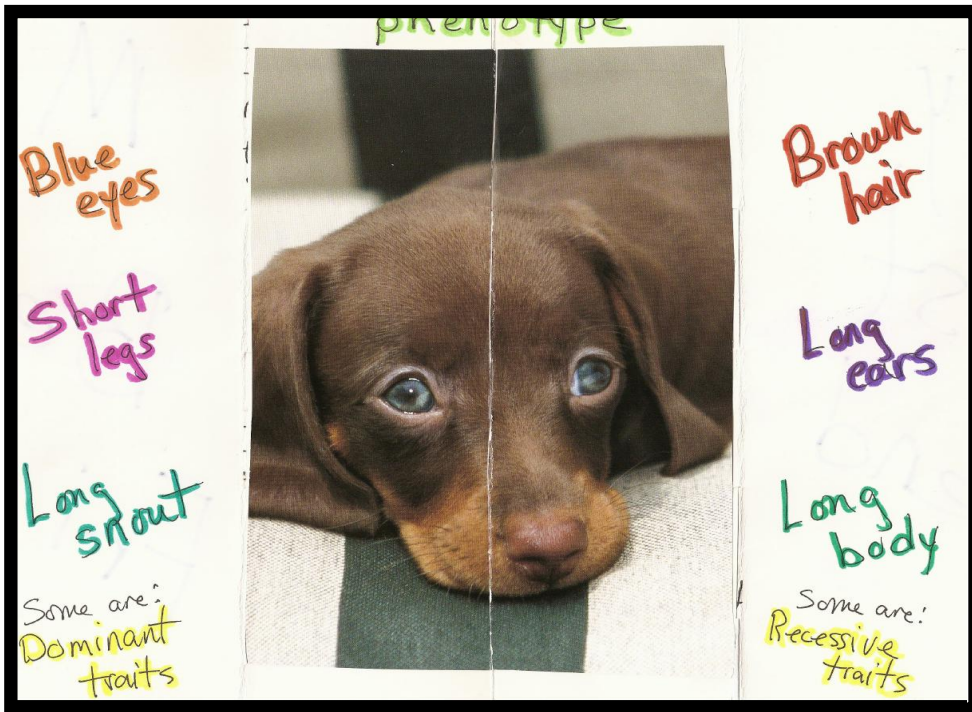 phenotype
Blue
eyes
Short
legs
Long
snout
Some are:
Dominant
traits
Brown
hair
Long
ears
Long
body
Some are:
Recessive
traits